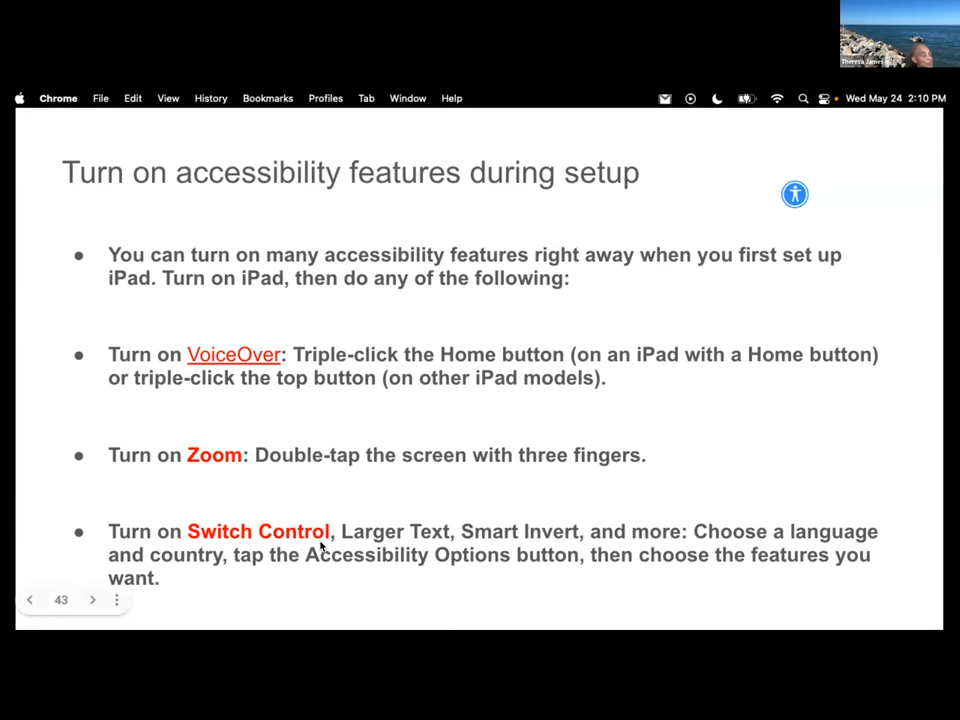 Theresa James
Chrome File Edit View History Bookmarks Profiles Tab Window Help Wed May 24 2:10 PM
Turn on accessibility features during setup
● You can turn on many accessibility features right away when you first set up
iPad. Turn on iPad, then do any of the following:
● Turn on VoiceOver: Triple-click the Home button (on an iPad with a Home button)
or triple-click the top button (on other iPad models).
● Turn on Zoom: Double-tap the screen with three fingers.
● Turn on Switch Control, Larger Text, Smart Invert, and more: Choose a language
and country, tap the Accessibility Options button, then choose the features you
want.
43